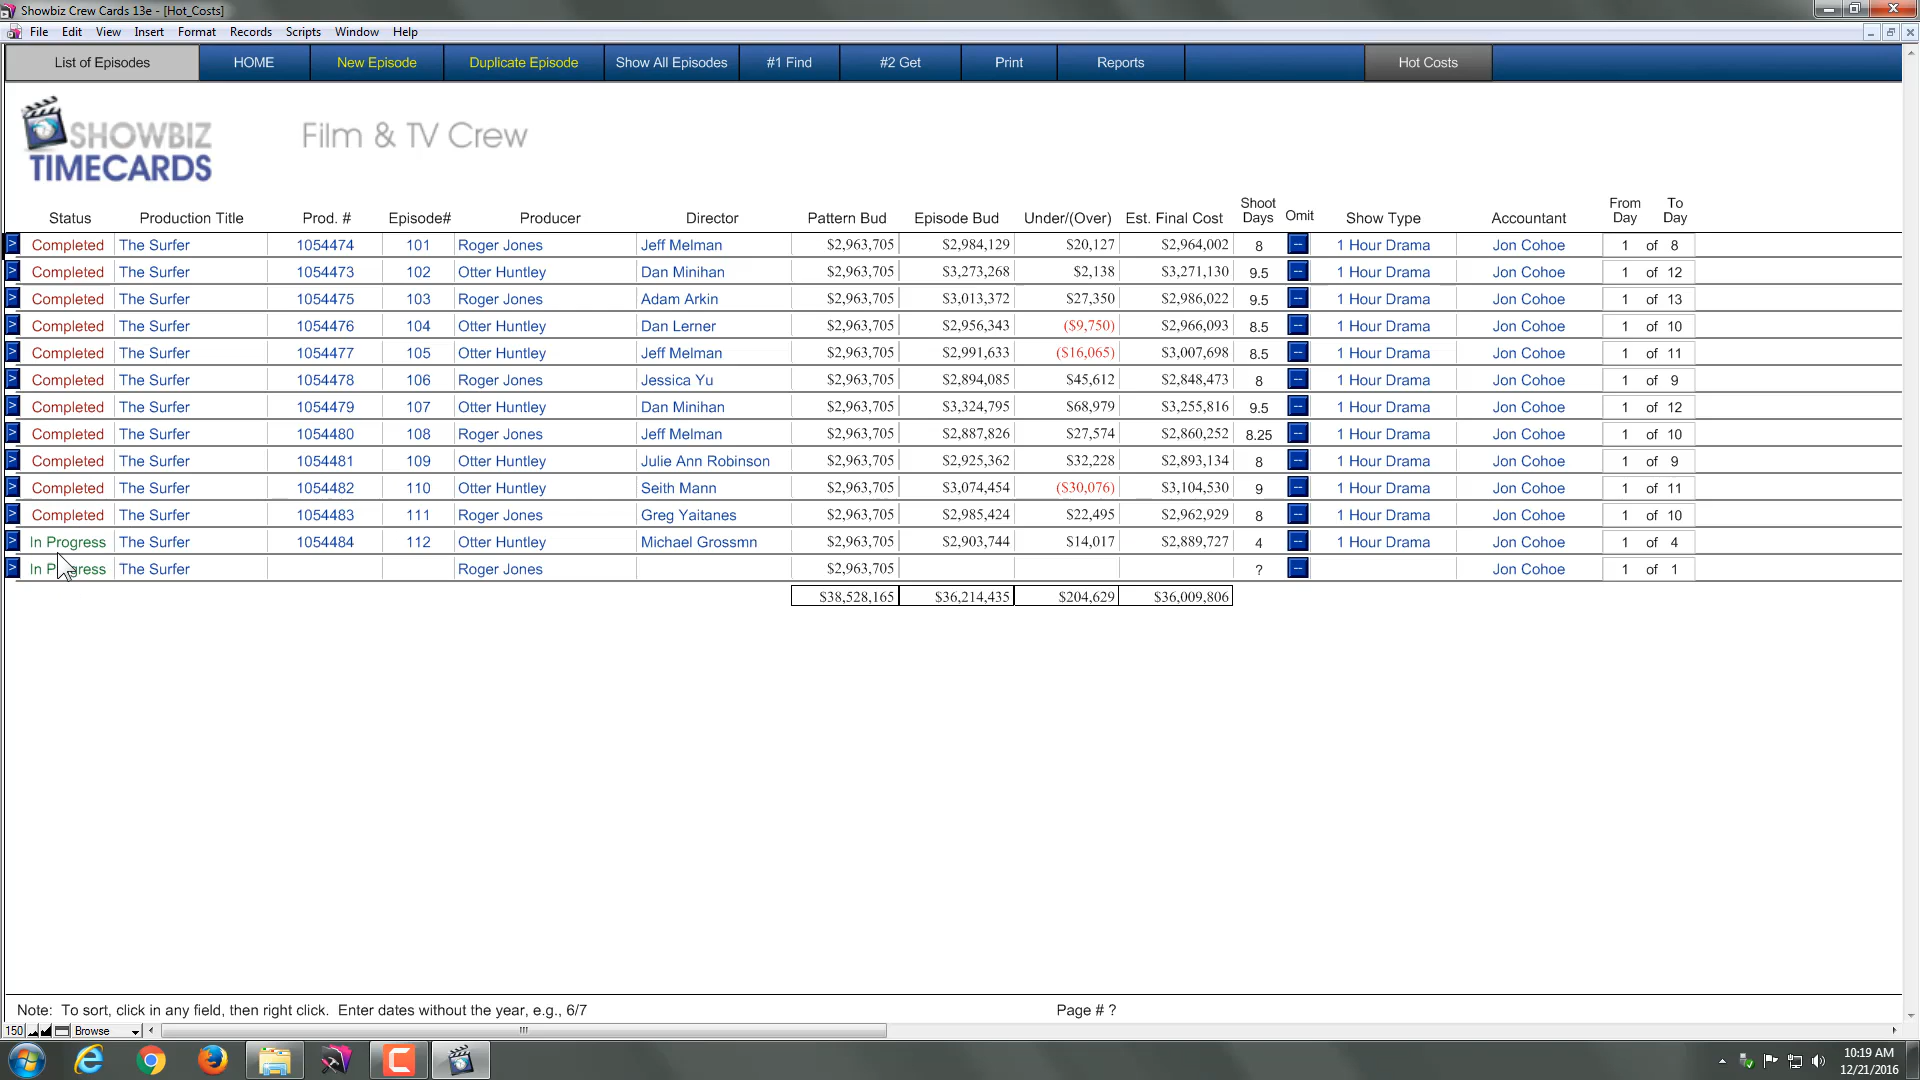 Showbiz Crew Cards 13e - [Hot_Costs]
File Edit View Insert Format Records Scripts Window Help
List of Episodes HOME New Episode Duplicate Episode Show All Episodes #1 Find #2 Get Print Reports Hot Costs
SHOWBIZ TIMECARDS
Film & TV Crew
Status Production Title Prod. # Episode# Producer Director Pattern Bud Episode Bud Under/(Over) Est. Final Cost Shoot Days Omit Show Type Accountant From Day To Day
> Completed The Surfer 1054474 101 Roger Jones Jeff Melman $2,963,705 $2,984,129 $20,127 $2,964,002 8 -- 1 Hour Drama Jon Cohoe 1 of 8
> Completed The Surfer 1054473 102 Otter Huntley Dan Minihan $2,963,705 $3,273,268 $2,138 $3,271,130 9.5 -- 1 Hour Drama Jon Cohoe 1 of 12
> Completed The Surfer 1054475 103 Roger Jones Adam Arkin $2,963,705 $3,013,372 $27,350 $2,986,022 9.5 -- 1 Hour Drama Jon Cohoe 1 of 13
> Completed The Surfer 1054476 104 Otter Huntley Dan Lerner $2,963,705 $2,956,343 ($9,750) $2,966,093 8.5 -- 1 Hour Drama Jon Cohoe 1 of 10
> Completed The Surfer 1054477 105 Otter Huntley Jeff Melman $2,963,705 $2,991,633 ($16,065) $3,007,698 8.5 -- 1 Hour Drama Jon Cohoe 1 of 11
> Completed The Surfer 1054478 106 Roger Jones Jessica Yu $2,963,705 $2,894,085 $45,612 $2,848,473 8 -- 1 Hour Drama Jon Cohoe 1 of 9
> Completed The Surfer 1054479 107 Otter Huntley Dan Minihan $2,963,705 $3,324,795 $68,979 $3,255,816 9.5 -- 1 Hour Drama Jon Cohoe 1 of 12
> Completed The Surfer 1054480 108 Roger Jones Jeff Melman $2,963,705 $2,887,826 $27,574 $2,860,252 8.25 -- 1 Hour Drama Jon Cohoe 1 of 10
> Completed The Surfer 1054481 109 Otter Huntley Julie Ann Robinson $2,963,705 $2,925,362 $32,228 $2,893,134 8 -- 1 Hour Drama Jon Cohoe 1 of 9
> Completed The Surfer 1054482 110 Otter Huntley Seith Mann $2,963,705 $3,074,454 ($30,076) $3,104,530 9 -- 1 Hour Drama Jon Cohoe 1 of 11
> Completed The Surfer 1054483 111 Roger Jones Greg Yaitanes $2,963,705 $2,985,424 $22,495 $2,962,929 8 -- 1 Hour Drama Jon Cohoe 1 of 10
> In Progress The Surfer 1054484 112 Otter Huntley Michael Grossmn $2,963,705 $2,903,744 $14,017 $2,889,727 4 -- 1 Hour Drama Jon Cohoe 1 of 4
> In Progress The Surfer Roger Jones $2,963,705 ? -- Jon Cohoe 1 of 1
$38,528,165 $36,214,435 $204,629 $36,009,806
Note: To sort, click in any field, then right click. Enter dates without the year, e.g., 6/7 Page # ?
150 Browse
10:19 AM
12/21/2016